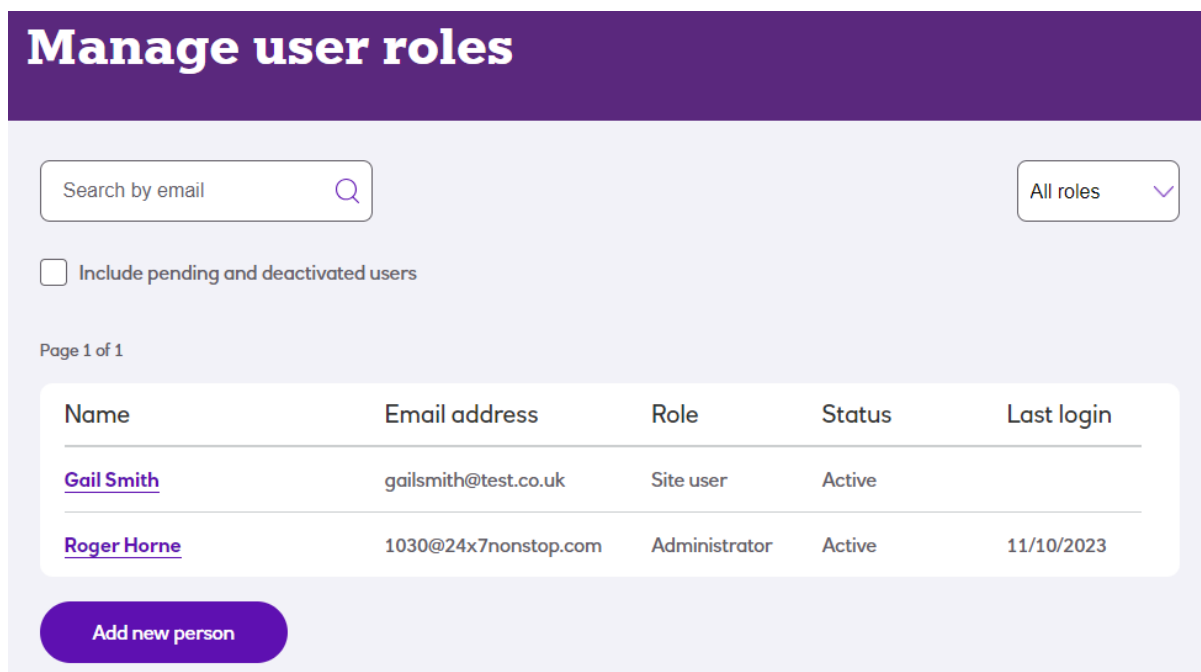 Manage user roles
Search by email
All roles
Include pending and deactivated users
Page 1 of 1
Name Email address Role Status Last login
Gail Smith gailsmith@test.co.uk Site user Active
Roger Horne 1030@24x7nonstop.com Administrator Active 11/10/2023
Add new person